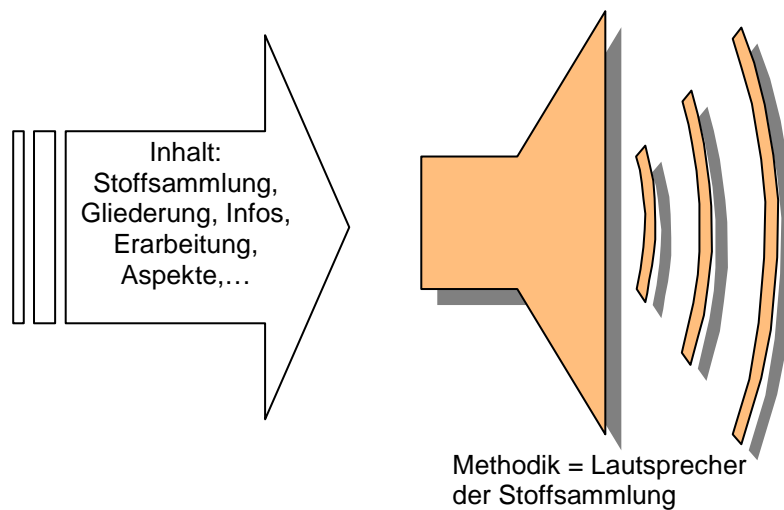 Inhalt:
Stoffsammlung,
Gliederung, Infos,
Erarbeitung,
Aspekte,…
Methodik = Lautsprecher
der Stoffsammlung